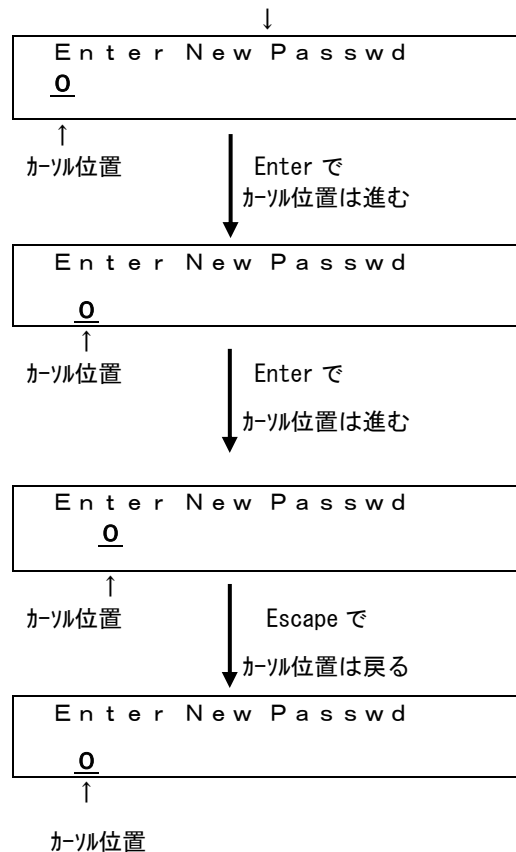 ↓
Ｅｎｔｅｒ Ｎｅｗ Ｐａｓｓｗｄ
０
↑
ｶｰｿﾙ位置
Enter で
ｶｰｿﾙ位置は進む
Ｅｎｔｅｒ Ｎｅｗ Ｐａｓｓｗｄ
０
↑
ｶｰｿﾙ位置
Enter で
ｶｰｿﾙ位置は進む
Ｅｎｔｅｒ Ｎｅｗ Ｐａｓｓｗｄ
０
↑
ｶｰｿﾙ位置
Escape で
ｶｰｿﾙ位置は戻る
Ｅｎｔｅｒ Ｎｅｗ Ｐａｓｓｗｄ
０
↑
ｶｰｿﾙ位置